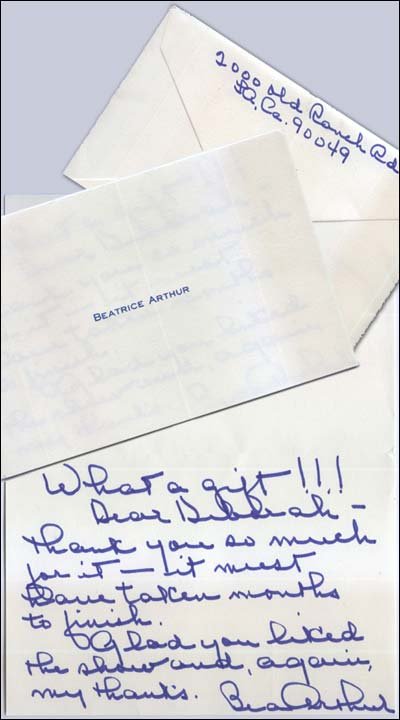 2000 Old Ranch Rd
L.A. Ca. 90049
BEATRICE ARTHUR
What a gift!!!
Dear Deborah –
thank you so much
for it — it must
have taken months
to finish.
Glad you liked
the show and, again,
my thanks. Bea Arthur